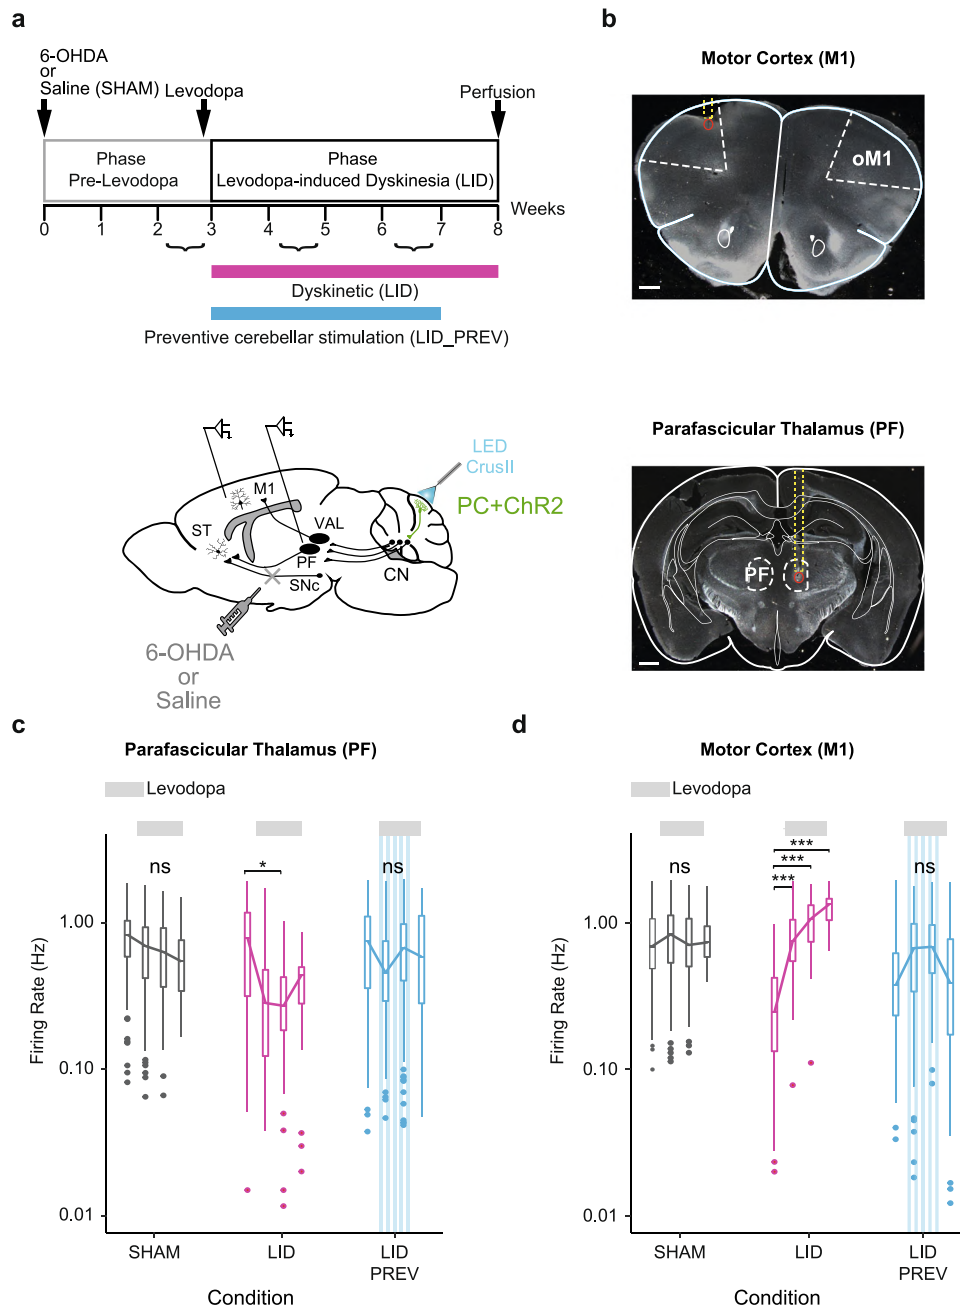 a
6-OHDA
or
Saline (SHAM)
Levodopa
Perfusion
Phase
Pre-Levodopa
Phase
Levodopa-induced Dyskinesia (LID)
Weeks
0 1 2 3 4 5 6 7 8
Dyskinetic (LID)
Preventive cerebellar stimulation (LID_PREV)
LED
CrusII
PC+ChR2
M1
ST
VAL
PF
SNc
CN
6-OHDA
or
Saline
b
Motor Cortex (M1)
oM1
Parafascicular Thalamus (PF)
PF
c
Parafascicular Thalamus (PF)
Levodopa
ns
*
ns
Firing Rate (Hz)
1.00
0.10
0.01
SHAM
LID
LID
PREV
Condition
d
Motor Cortex (M1)
Levodopa
ns
***
***
***
ns
Firing Rate (Hz)
1.00
0.10
0.01
SHAM
LID
LID
PREV
Condition